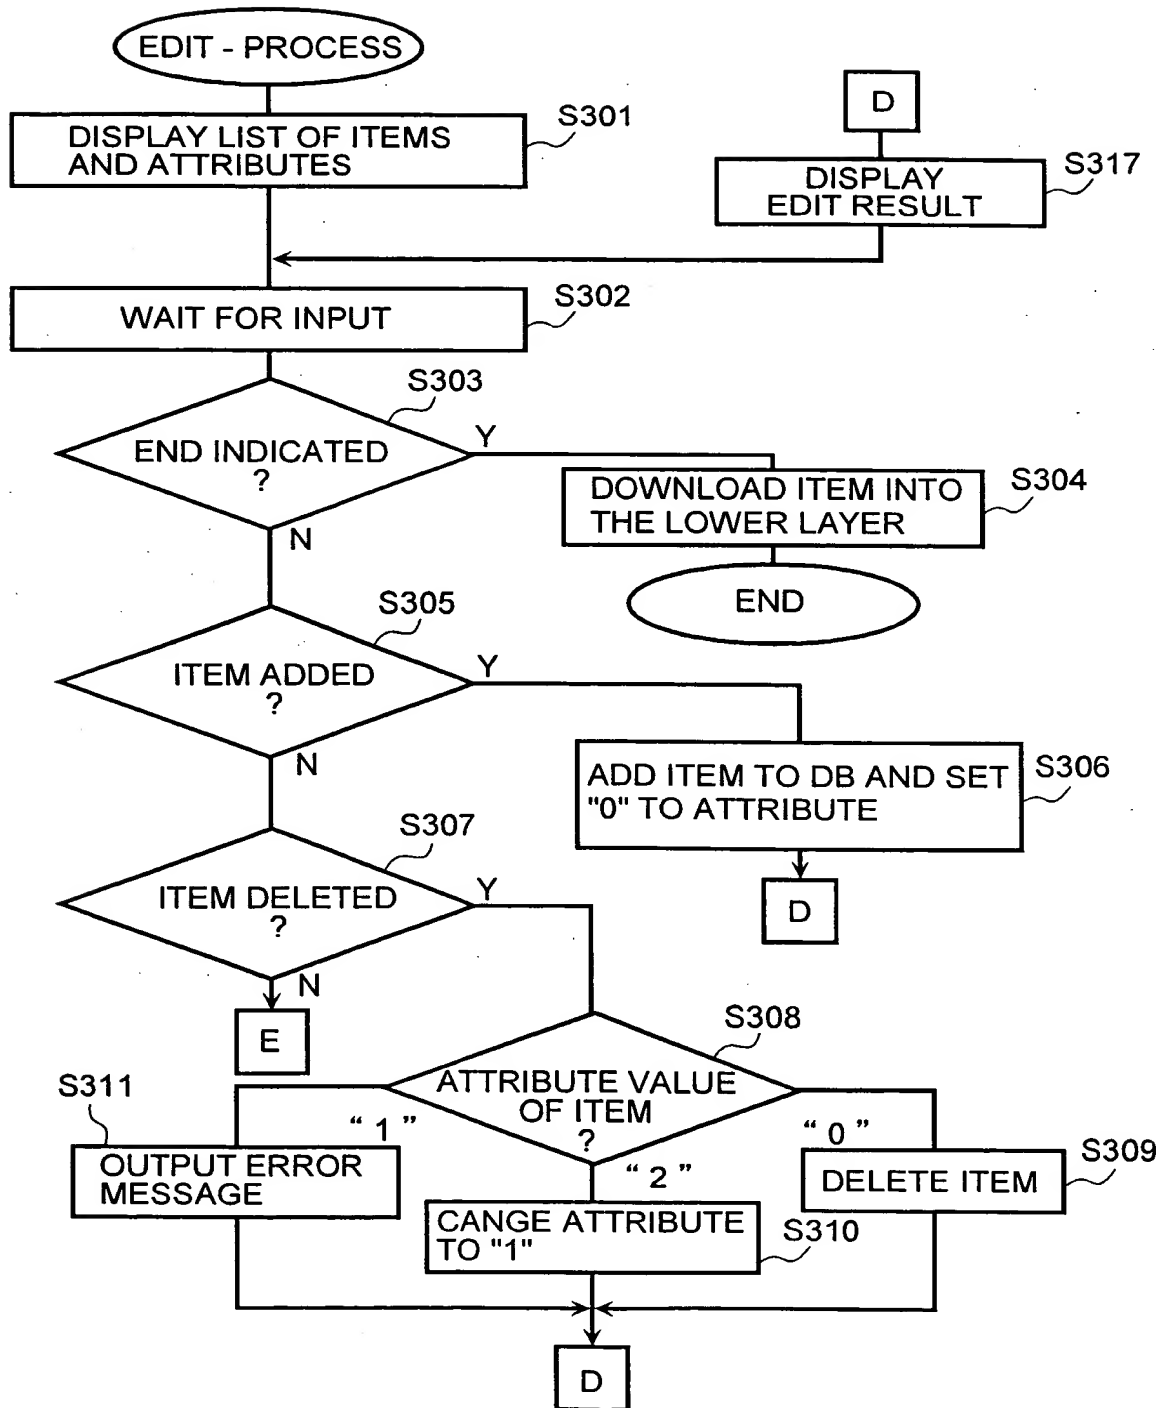 EDIT - PROCESS
D
S301
DISPLAY LIST OF ITEMS
AND ATTRIBUTES
S317
DISPLAY
EDIT RESULT
S302
WAIT FOR INPUT
S303
END INDICATED
?
Y
N
S304
DOWNLOAD ITEM INTO
THE LOWER LAYER
END
S305
ITEM ADDED
?
Y
N
S306
ADD ITEM TO DB AND SET
"0" TO ATTRIBUTE
D
S307
ITEM DELETED
?
Y
N
E
S308
ATTRIBUTE VALUE
OF ITEM
?
S311
“ 1 ”
OUTPUT ERROR
MESSAGE
“ 2 ”
CANGE ATTRIBUTE
TO "1"
S310
“ 0 ”
S309
DELETE ITEM
D